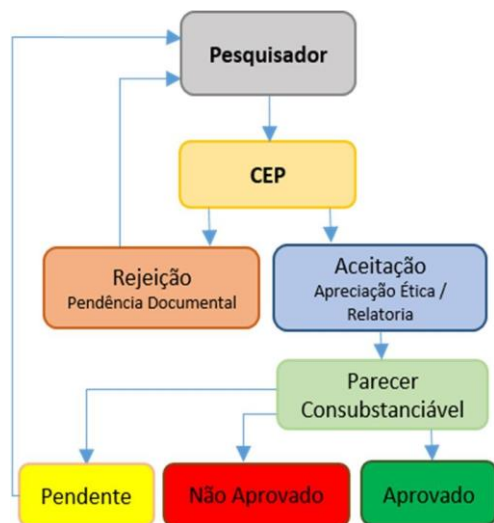 Pesquisador
CEP
Rejeição
Pendência Documental
Aceitação
Apreciação Ética /
Relatoria
Parecer
Consubstanciável
Pendente
Não Aprovado
Aprovado